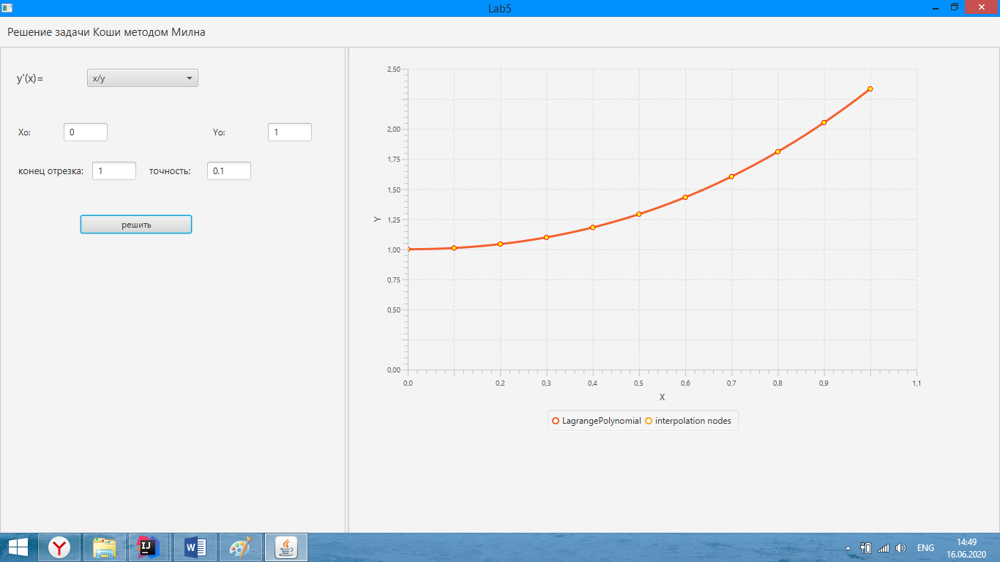 Lab5
Решение задачи Коши методом Милна
y'(x)=
x/y
Xo:
0
Yo:
1
конец отрезка:
1
точность:
0.1
решить
2,50
2,00
1,75
1,50
1,25
1,00
0,75
0,50
0,00
Y
0,0
0,2
0,3
0,4
0,5
0,6
0,7
0,8
0,9
1,1
X
LagrangePolynomial
interpolation nodes
Y
IJ
W
ENG
14:49
16.06.2020